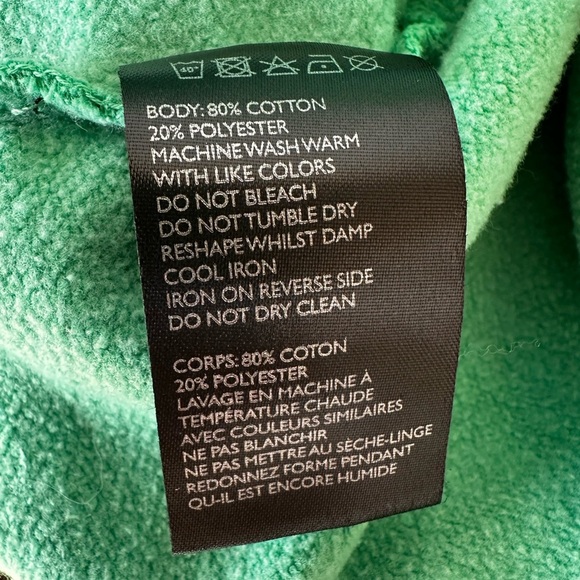 40°
BODY: 80% COTTON
20% POLYESTER
MACHINE WASH WARM
WITH LIKE COLORS
DO NOT BLEACH
DO NOT TUMBLE DRY
RESHAPE WHILST DAMP
COOL IRON
IRON ON REVERSE SIDE
DO NOT DRY CLEAN
CORPS: 80% COTON
20% POLYESTER
LAVAGE EN MACHINE À
TEMPÉRATURE CHAUDE
AVEC COULEURS SIMILAIRES
NE PAS BLANCHIR
NE PAS METTRE AU SÈCHE-LINGE
REDONNEZ FORME PENDANT
QU-IL EST ENCORE HUMIDE